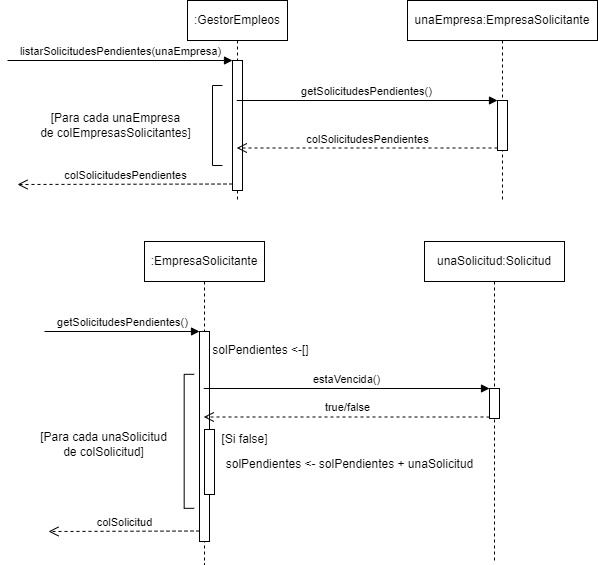 :GestorEmpleos
unaEmpresa:EmpresaSolicitante
listarSolicitudesPendientes(unaEmpresa)
getSolicitudesPendientes()
[Para cada unaEmpresa
de colEmpresasSolicitantes]
colSolicitudesPendientes
colSolicitudesPendientes
:EmpresaSolicitante
unaSolicitud:Solicitud
getSolicitudesPendientes()
solPendientes <-[]
estaVencida()
true/false
[Para cada unaSolicitud
de colSolicitud]
[Si false]
solPendientes <- solPendientes + unaSolicitud
colSolicitud